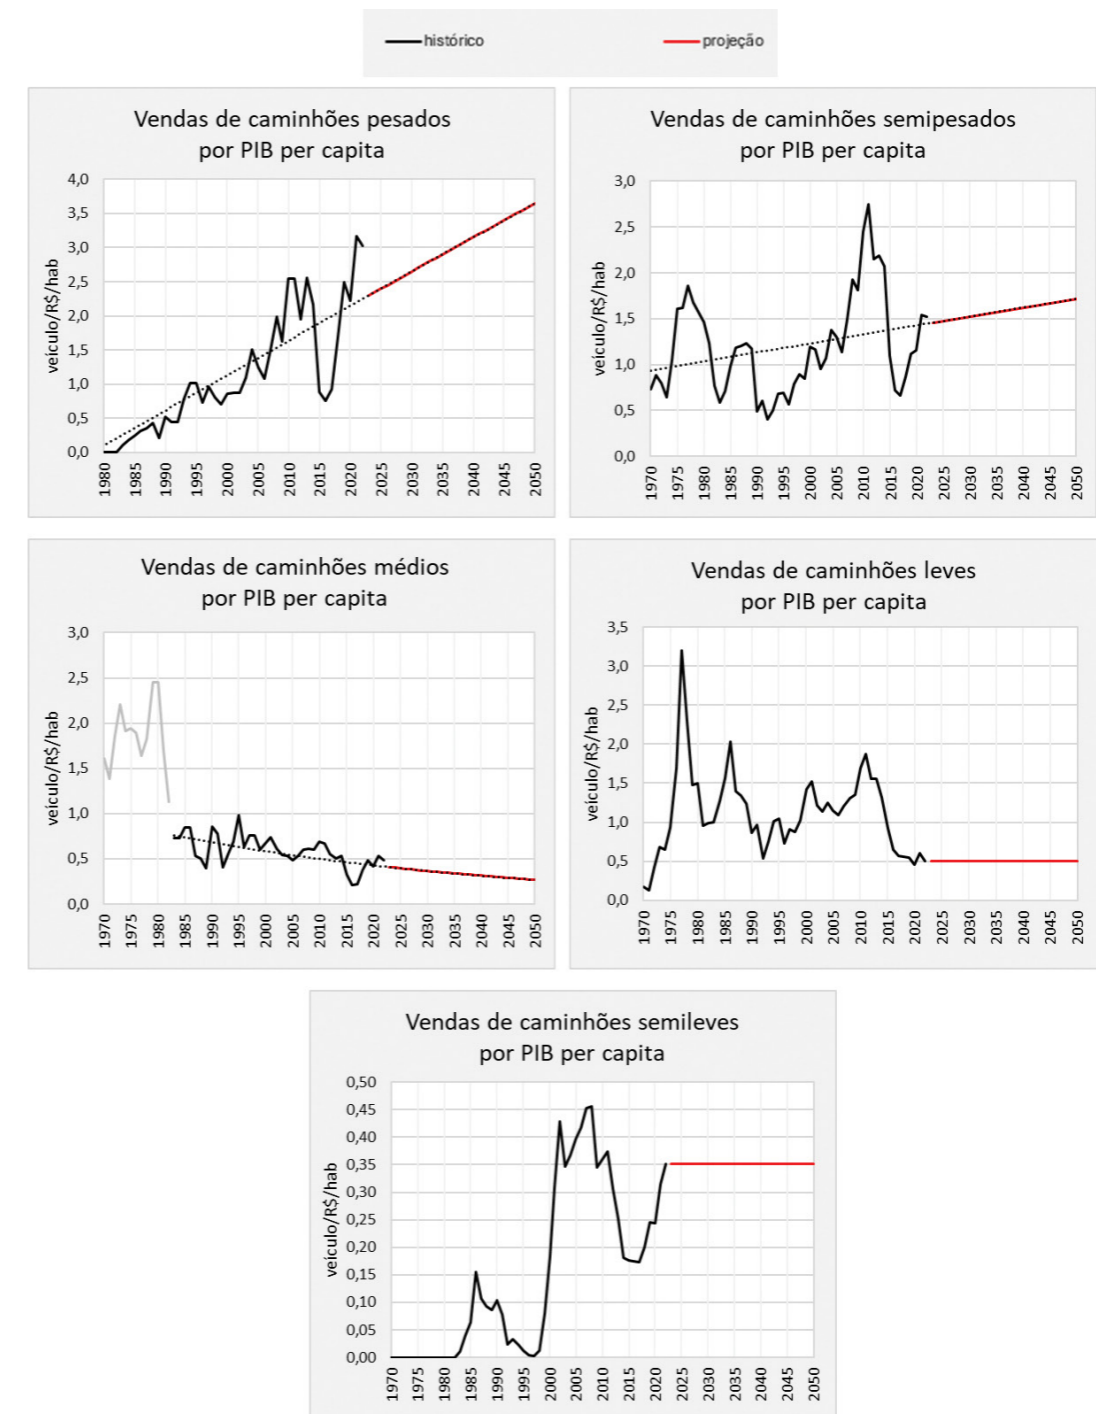 histórico projeção
Vendas de caminhões pesados
por PIB per capita
veículo/R$/hab
4,0
3,5
3,0
2,5
2,0
1,5
1,0
0,5
0,0
1980 1985 1990 1995 2000 2005 2010 2015 2020 2025 2030 2035 2040 2045 2050
Vendas de caminhões semipesados
por PIB per capita
veículo/R$/hab
3,0
2,5
2,0
1,5
1,0
0,5
0,0
1970 1975 1980 1985 1990 1995 2000 2005 2010 2015 2020 2025 2030 2035 2040 2045 2050
Vendas de caminhões médios
por PIB per capita
veículo/R$/hab
3,0
2,5
2,0
1,5
1,0
0,5
0,0
1970 1975 1980 1985 1990 1995 2000 2005 2010 2015 2020 2025 2030 2035 2040 2045 2050
Vendas de caminhões leves
por PIB per capita
veículo/R$/hab
3,5
3,0
2,5
2,0
1,5
1,0
0,5
0,0
1970 1975 1980 1985 1990 1995 2000 2005 2010 2015 2020 2025 2030 2035 2040 2045 2050
Vendas de caminhões semileves
por PIB per capita
veículo/R$/hab
0,50
0,45
0,40
0,35
0,30
0,25
0,20
0,15
0,10
0,05
0,00
1970 1975 1980 1985 1990 1995 2000 2005 2010 2015 2020 2025 2030 2035 2040 2045 2050